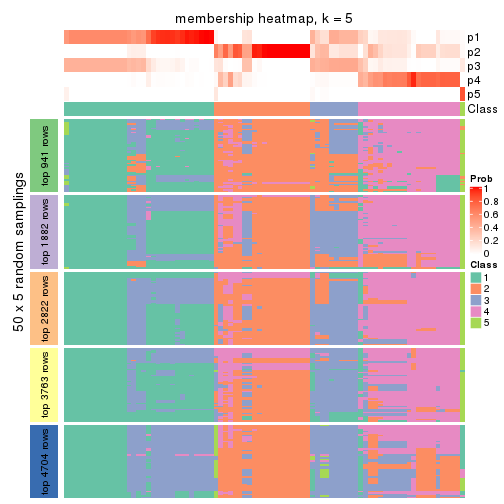 membership heatmap, k = 5
p1
p2
p3
p4
p5
Class
50 x 5 random samplings
top 941 rows
top 1882 rows
top 2822 rows
top 3763 rows
top 4704 rows
Prob
1
0.8
0.6
0.4
0.2
0
Class
1
2
3
4
5